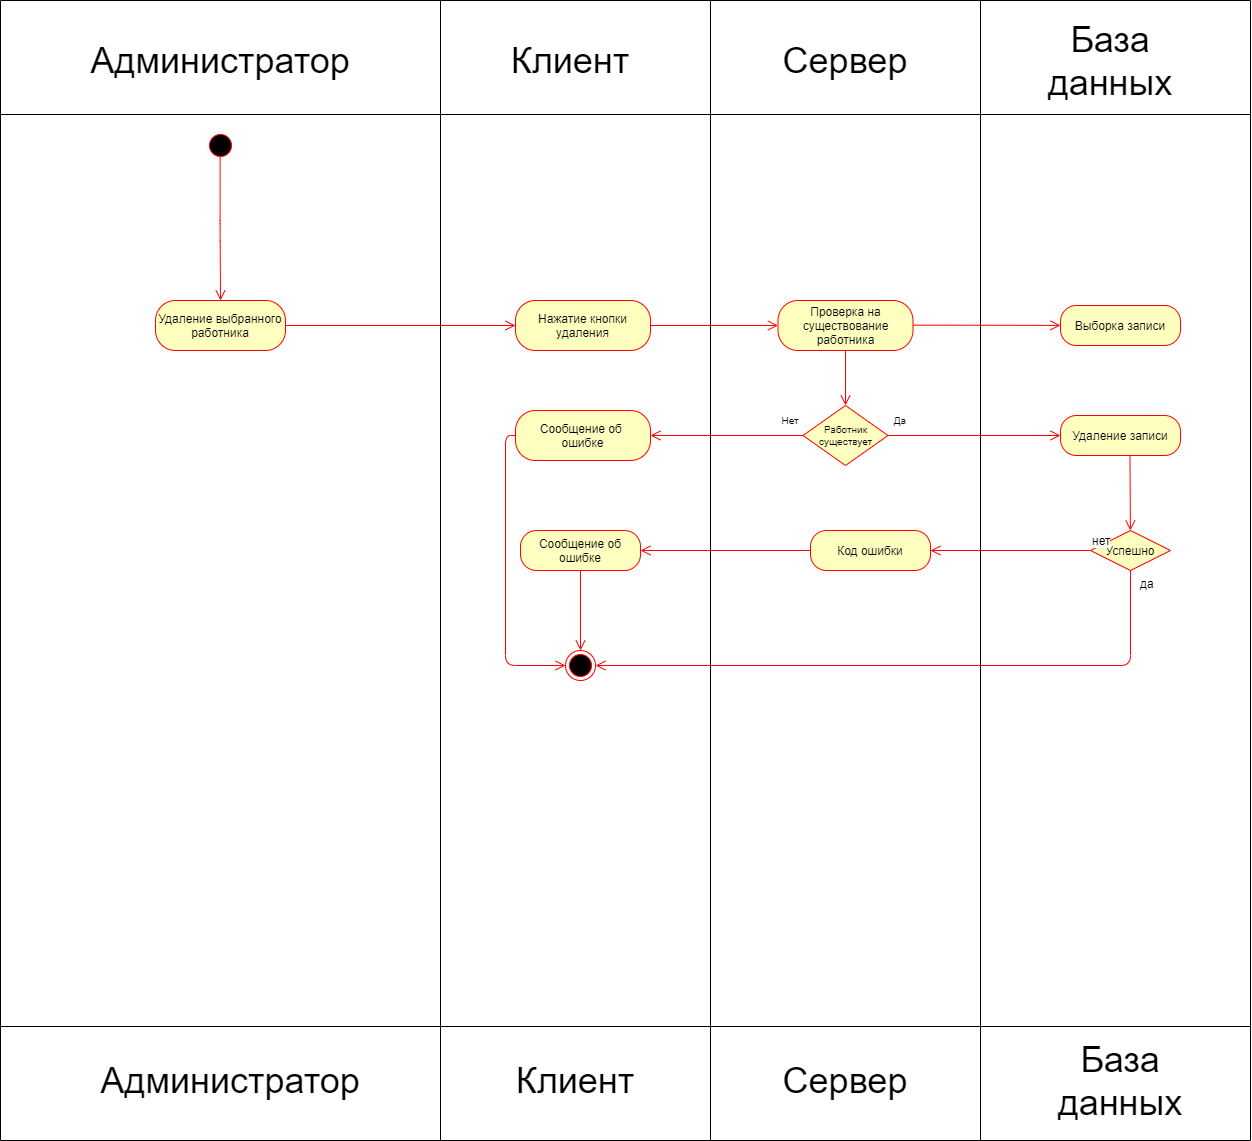 Администратор
Клиент
Сервер
База
данных
Удаление выбранного
работника
Нажатие кнопки
удаления
Проверка на
существование
работника
Выборка записи
Сообщение об
ошибке
Нет
Работник
существует
Да
Удаление записи
Сообщение об
ошибке
Код ошибки
нет
Успешно
да
Администратор
Клиент
Сервер
База
данных